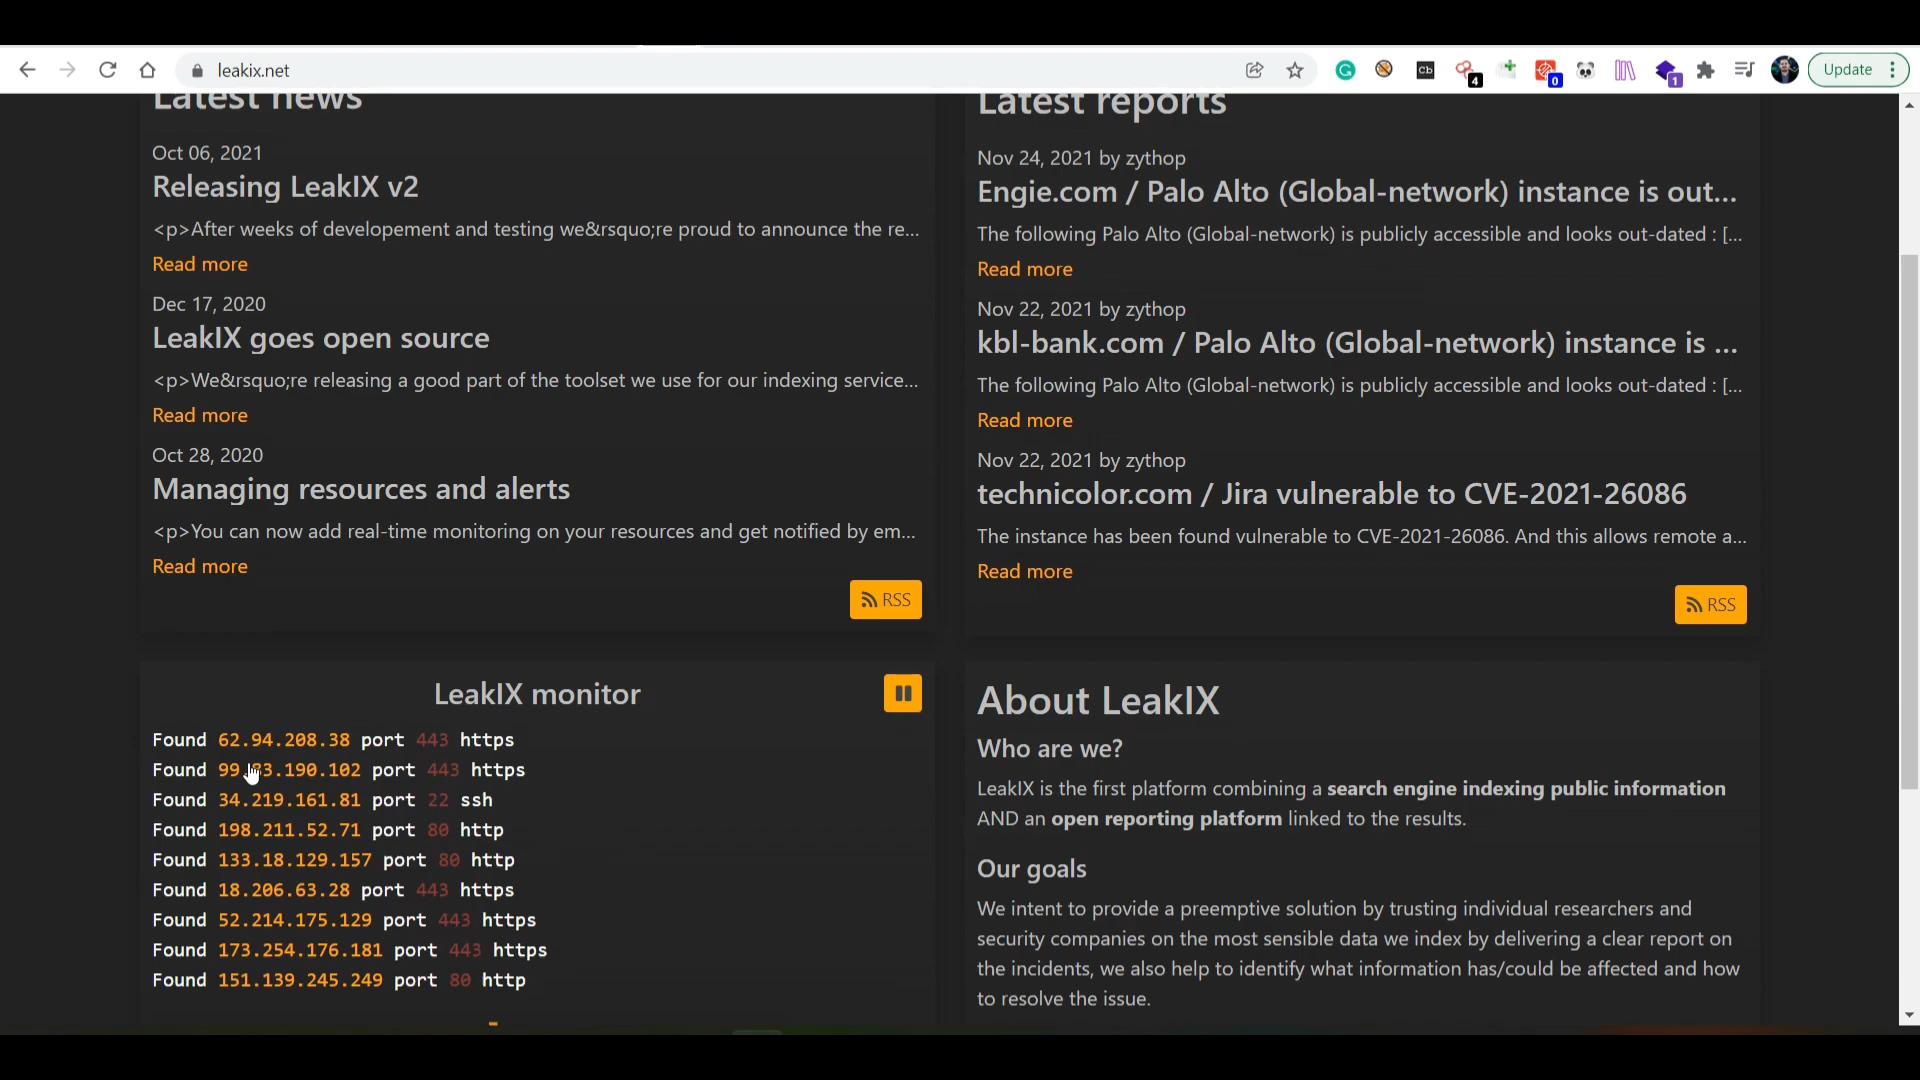 leakix.net
Update
Latest news
Oct 06, 2021
Releasing LeakIX v2
<p>After weeks of developement and testing we&rsquo;re proud to announce the re...
Read more
Dec 17, 2020
LeakIX goes open source
<p>We&rsquo;re releasing a good part of the toolset we use for our indexing service...
Read more
Oct 28, 2020
Managing resources and alerts
<p>You can now add real-time monitoring on your resources and get notified by em...
Read more
RSS
Latest reports
Nov 24, 2021 by zythop
Engie.com / Palo Alto (Global-network) instance is out...
The following Palo Alto (Global-network) is publicly accessible and looks out-dated : [...
Read more
Nov 22, 2021 by zythop
kbl-bank.com / Palo Alto (Global-network) instance is ...
The following Palo Alto (Global-network) is publicly accessible and looks out-dated : [...
Read more
Nov 22, 2021 by zythop
technicolor.com / Jira vulnerable to CVE-2021-26086
The instance has been found vulnerable to CVE-2021-26086. And this allows remote a...
Read more
RSS
LeakIX monitor
Found 62.94.208.38 port 443 https
Found 99.83.190.102 port 443 https
Found 34.219.161.81 port 22 ssh
Found 198.211.52.71 port 80 http
Found 133.18.129.157 port 80 http
Found 18.206.63.28 port 443 https
Found 52.214.175.129 port 443 https
Found 173.254.176.181 port 443 https
Found 151.139.245.249 port 80 http
About LeakIX
Who are we?
LeakIX is the first platform combining a search engine indexing public information
AND an open reporting platform linked to the results.
Our goals
We intent to provide a preemptive solution by trusting individual researchers and
security companies on the most sensible data we index by delivering a clear report on
the incidents, we also help to identify what information has/could be affected and how
to resolve the issue.